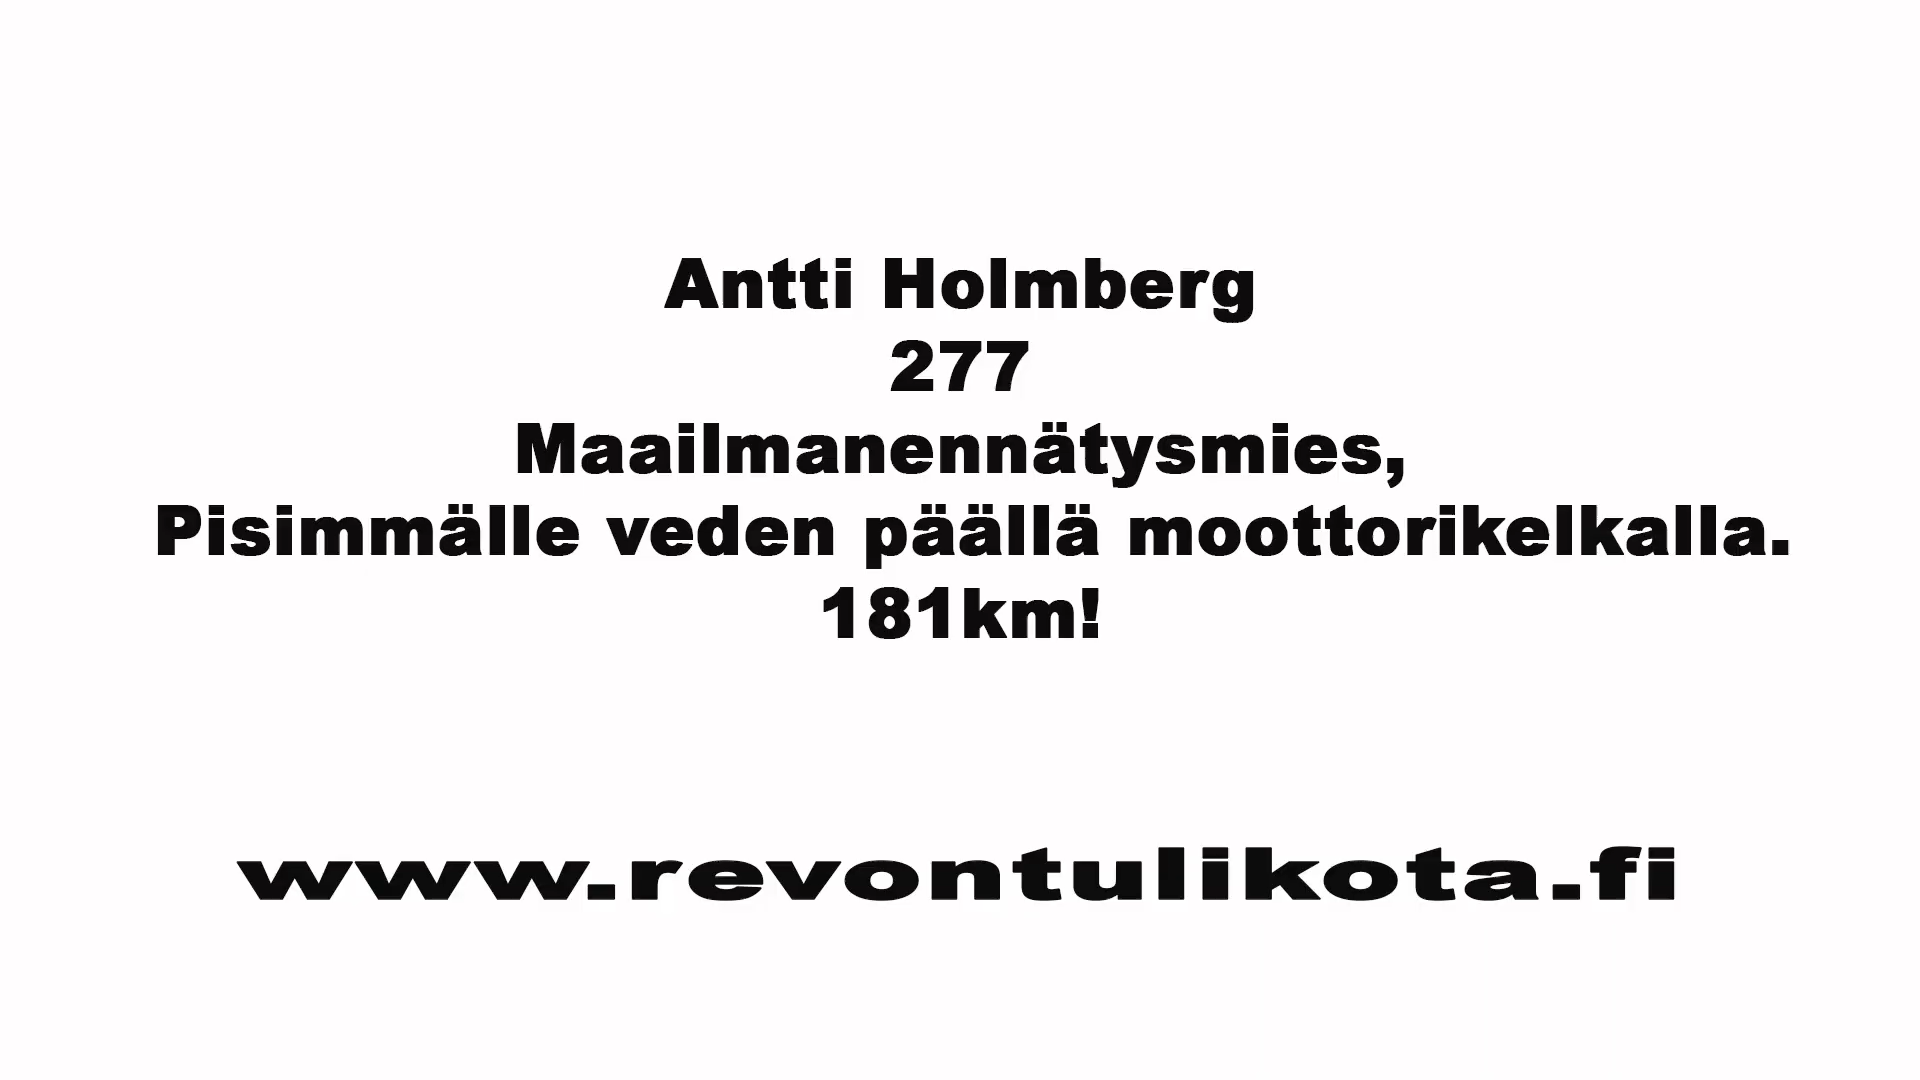 Antti Holmberg
277
Maailmanennätysmies,
Pisimmälle veden päällä moottorikelkalla.
181km!
www.revontulikota.fi